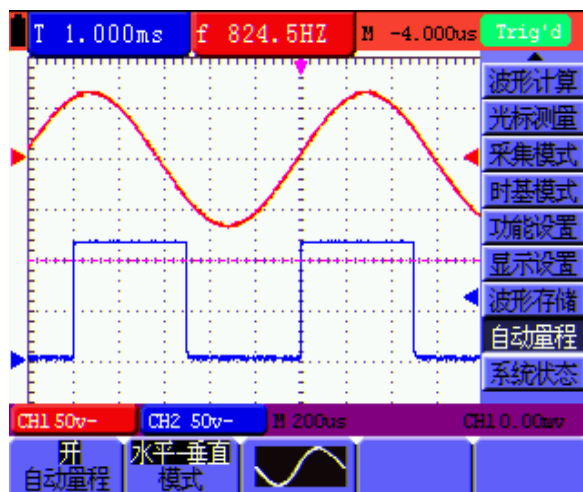 T 1.000ms f 824.5HZ M -4.000us Trig'd
波形计算
光标测量
采集模式
时基模式
功能设置
显示设置
波形存储
自动量程
系统状态
CH1 50v- CH2 50v- M 200us CH1 0.00mv
开 水平-垂直
自动量程 模式